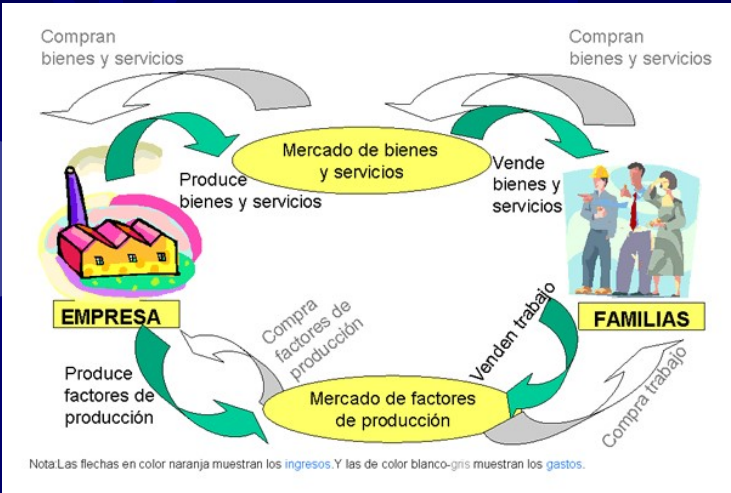 Compran
bienes y servicios
Compran
bienes y servicios
Mercado de bienes
y servicios
Produce
bienes y servicios
Vende
bienes y
servicios
EMPRESA
FAMILIAS
Compra
factores de
producción
Venden trabajo
Produce
factores de
producción
Mercado de factores
de producción
Compra trabajo
Nota:Las flechas en color naranja muestran los ingresos.Y las de color blanco-gris muestran los gastos.